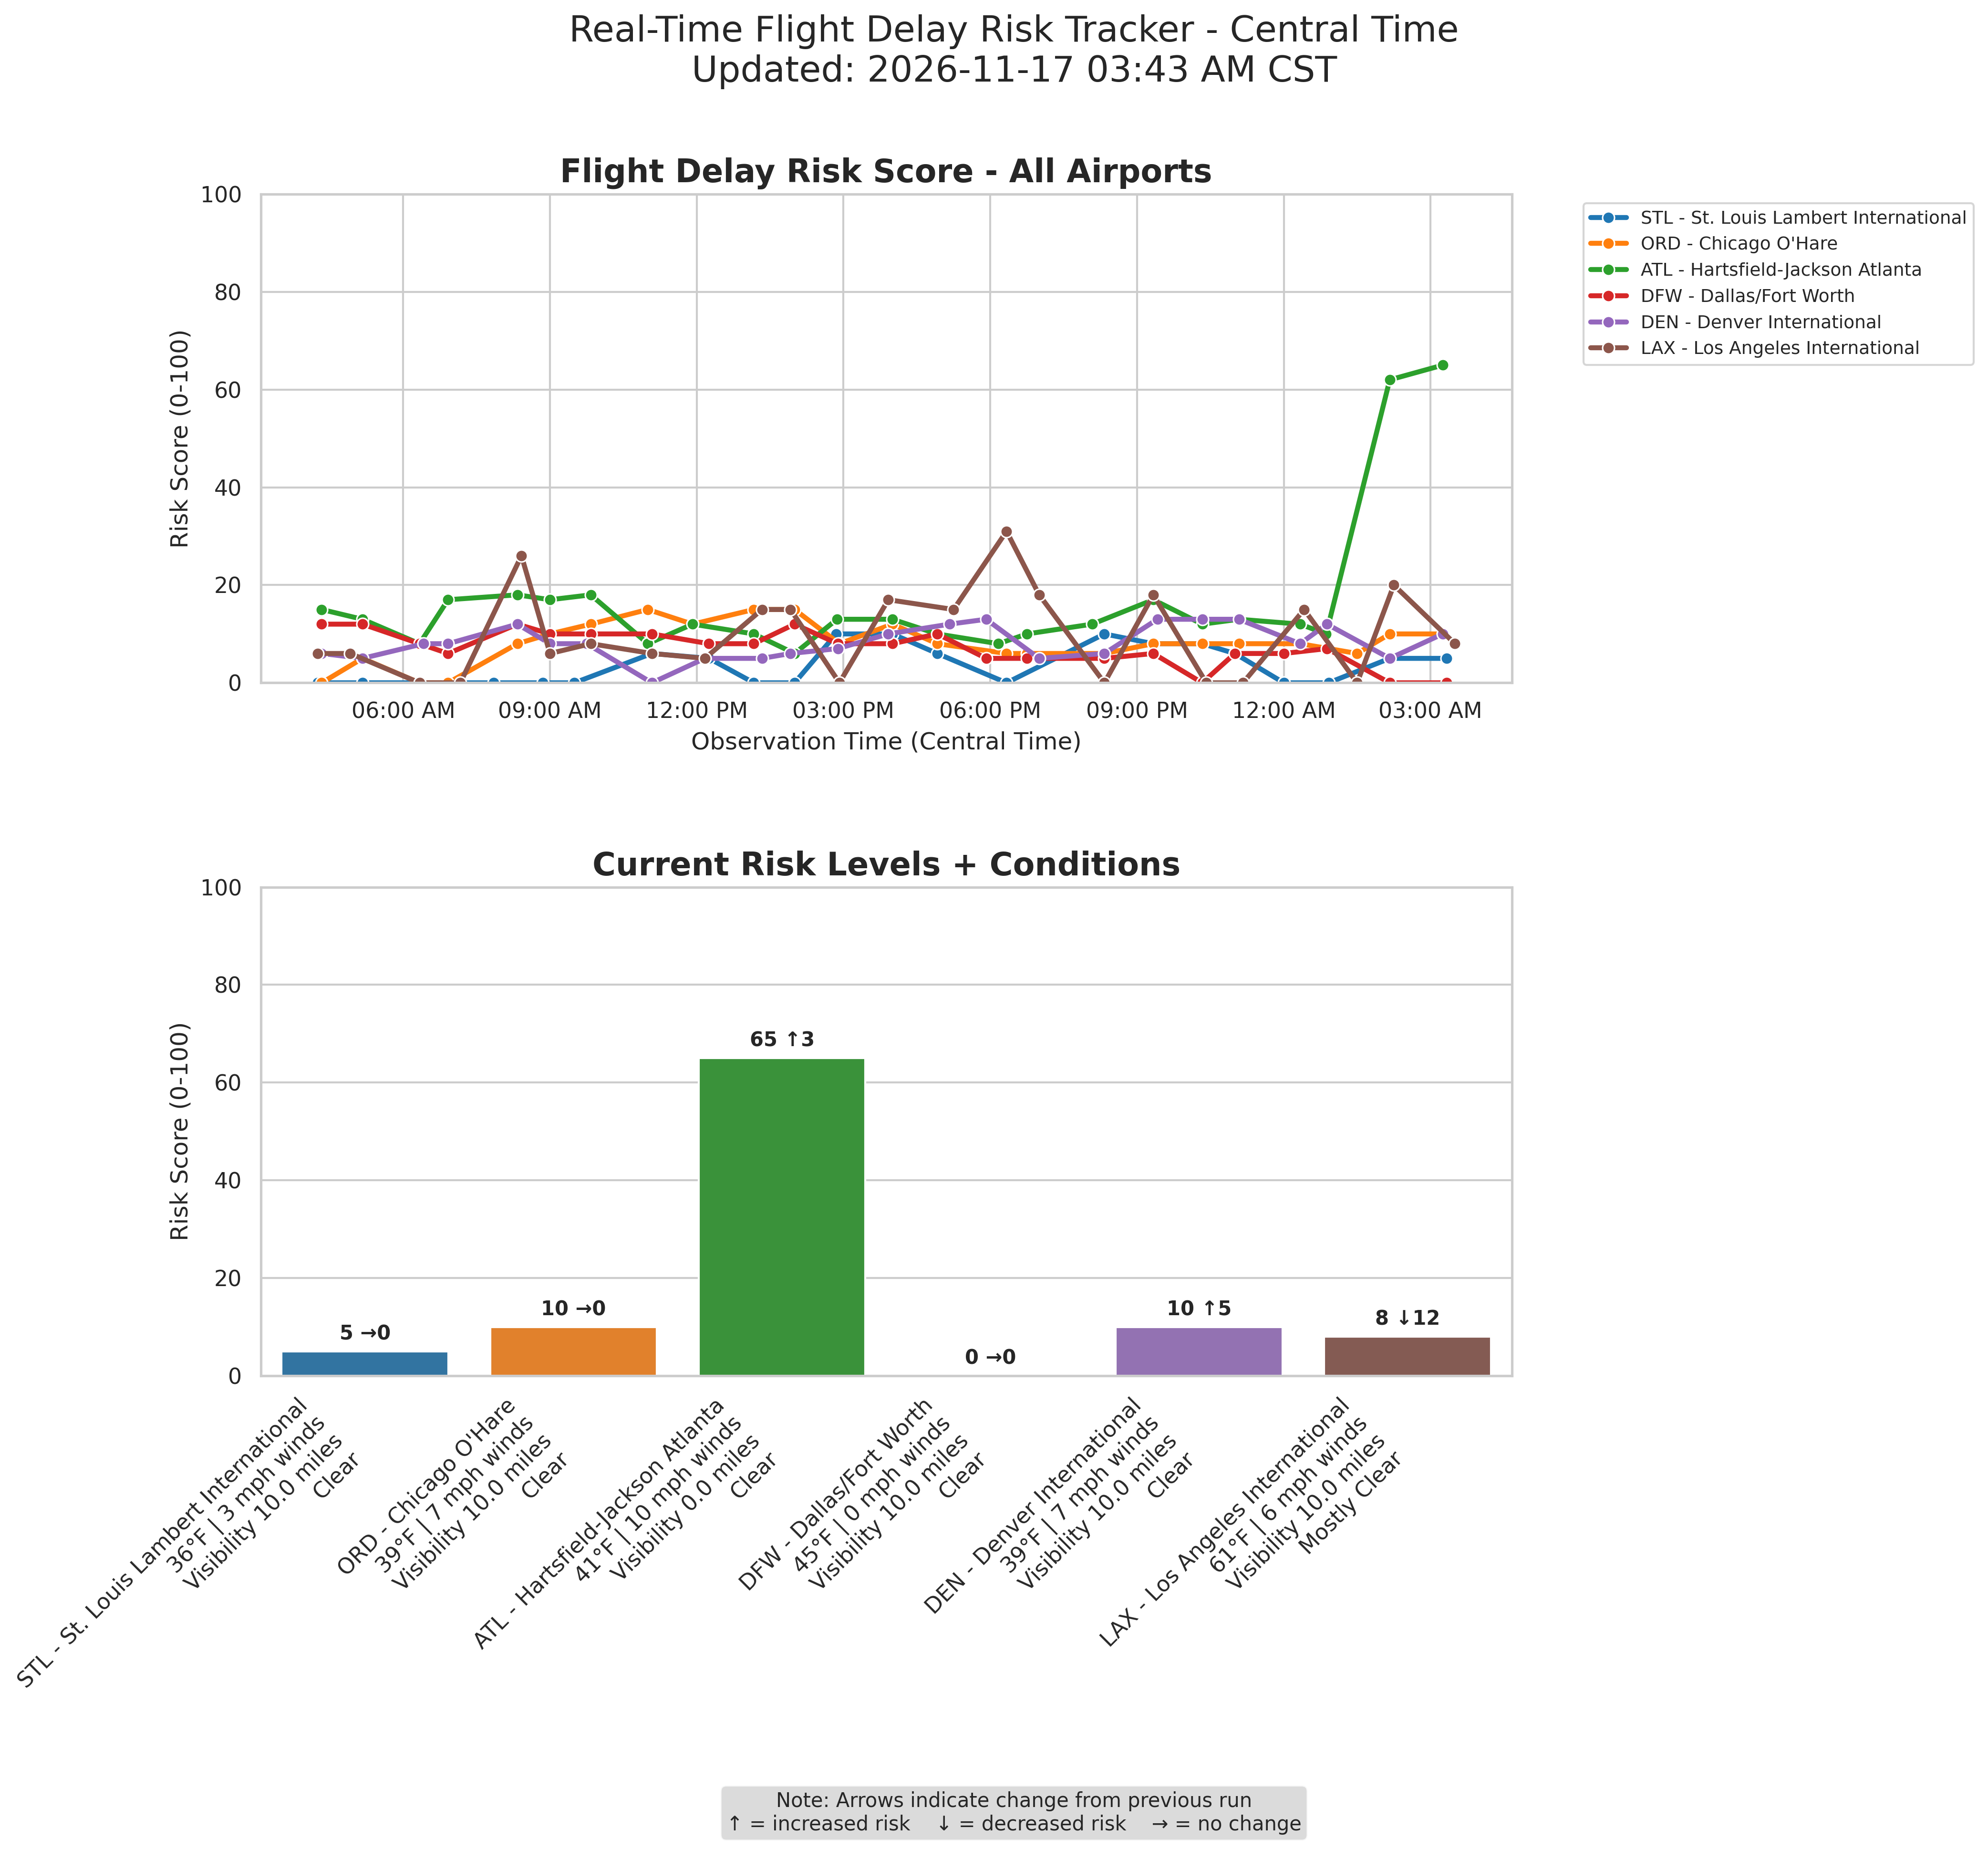 Real-Time Flight Delay Risk Tracker - Central Time
Updated: 2026-11-17 03:43 AM CST
Flight Delay Risk Score - All Airports
Risk Score (0-100)
100
80
60
40
20
0
06:00 AM
09:00 AM
12:00 PM
03:00 PM
06:00 PM
09:00 PM
12:00 AM
03:00 AM
Observation Time (Central Time)
STL - St. Louis Lambert International
ORD - Chicago O'Hare
ATL - Hartsfield-Jackson Atlanta
DFW - Dallas/Fort Worth
DEN - Denver International
LAX - Los Angeles International
Current Risk Levels + Conditions
Risk Score (0-100)
100
80
60
40
20
0
5 →0
10 →0
65 ↑3
0 →0
10 ↑5
8 ↓12
STL - St. Louis Lambert International
36°F | 3 mph winds
Visibility 10.0 miles
Clear
ORD - Chicago O'Hare
39°F | 7 mph winds
Visibility 10.0 miles
Clear
ATL - Hartsfield-Jackson Atlanta
41°F | 10 mph winds
Visibility 0.0 miles
Clear
DFW - Dallas/Fort Worth
45°F | 0 mph winds
Visibility 10.0 miles
Clear
DEN - Denver International
39°F | 7 mph winds
Visibility 10.0 miles
Clear
LAX - Los Angeles International
61°F | 6 mph winds
Visibility 10.0 miles
Mostly Clear
Note: Arrows indicate change from previous run
↑ = increased risk ↓ = decreased risk → = no change